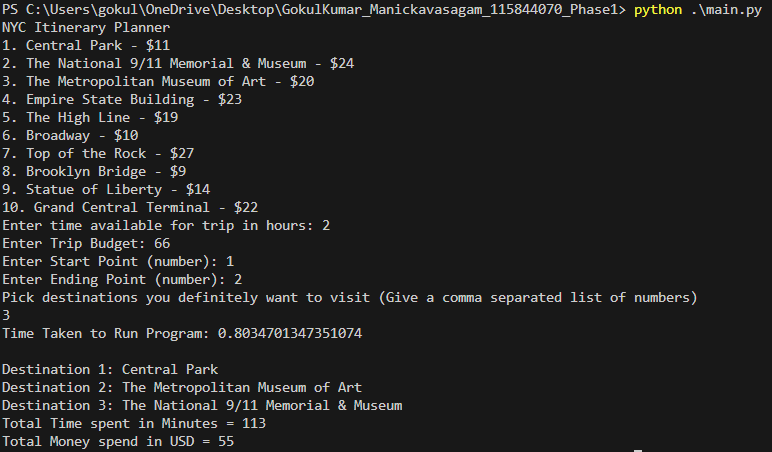 PS C:\Users\gokul\OneDrive\Desktop\GokulKumar_Manickavasagam_115844070_Phase1> python .\main.py
NYC Itinerary Planner
1. Central Park - $11
2. The National 9/11 Memorial & Museum - $24
3. The Metropolitan Museum of Art - $20
4. Empire State Building - $23
5. The High Line - $19
6. Broadway - $10
7. Top of the Rock - $27
8. Brooklyn Bridge - $9
9. Statue of Liberty - $14
10. Grand Central Terminal - $22
Enter time available for trip in hours: 2
Enter Trip Budget: 66
Enter Start Point (number): 1
Enter Ending Point (number): 2
Pick destinations you definitely want to visit (Give a comma separated list of numbers)
3
Time Taken to Run Program: 0.8034701347351074
Destination 1: Central Park
Destination 2: The Metropolitan Museum of Art
Destination 3: The National 9/11 Memorial & Museum
Total Time spent in Minutes = 113
Total Money spend in USD = 55